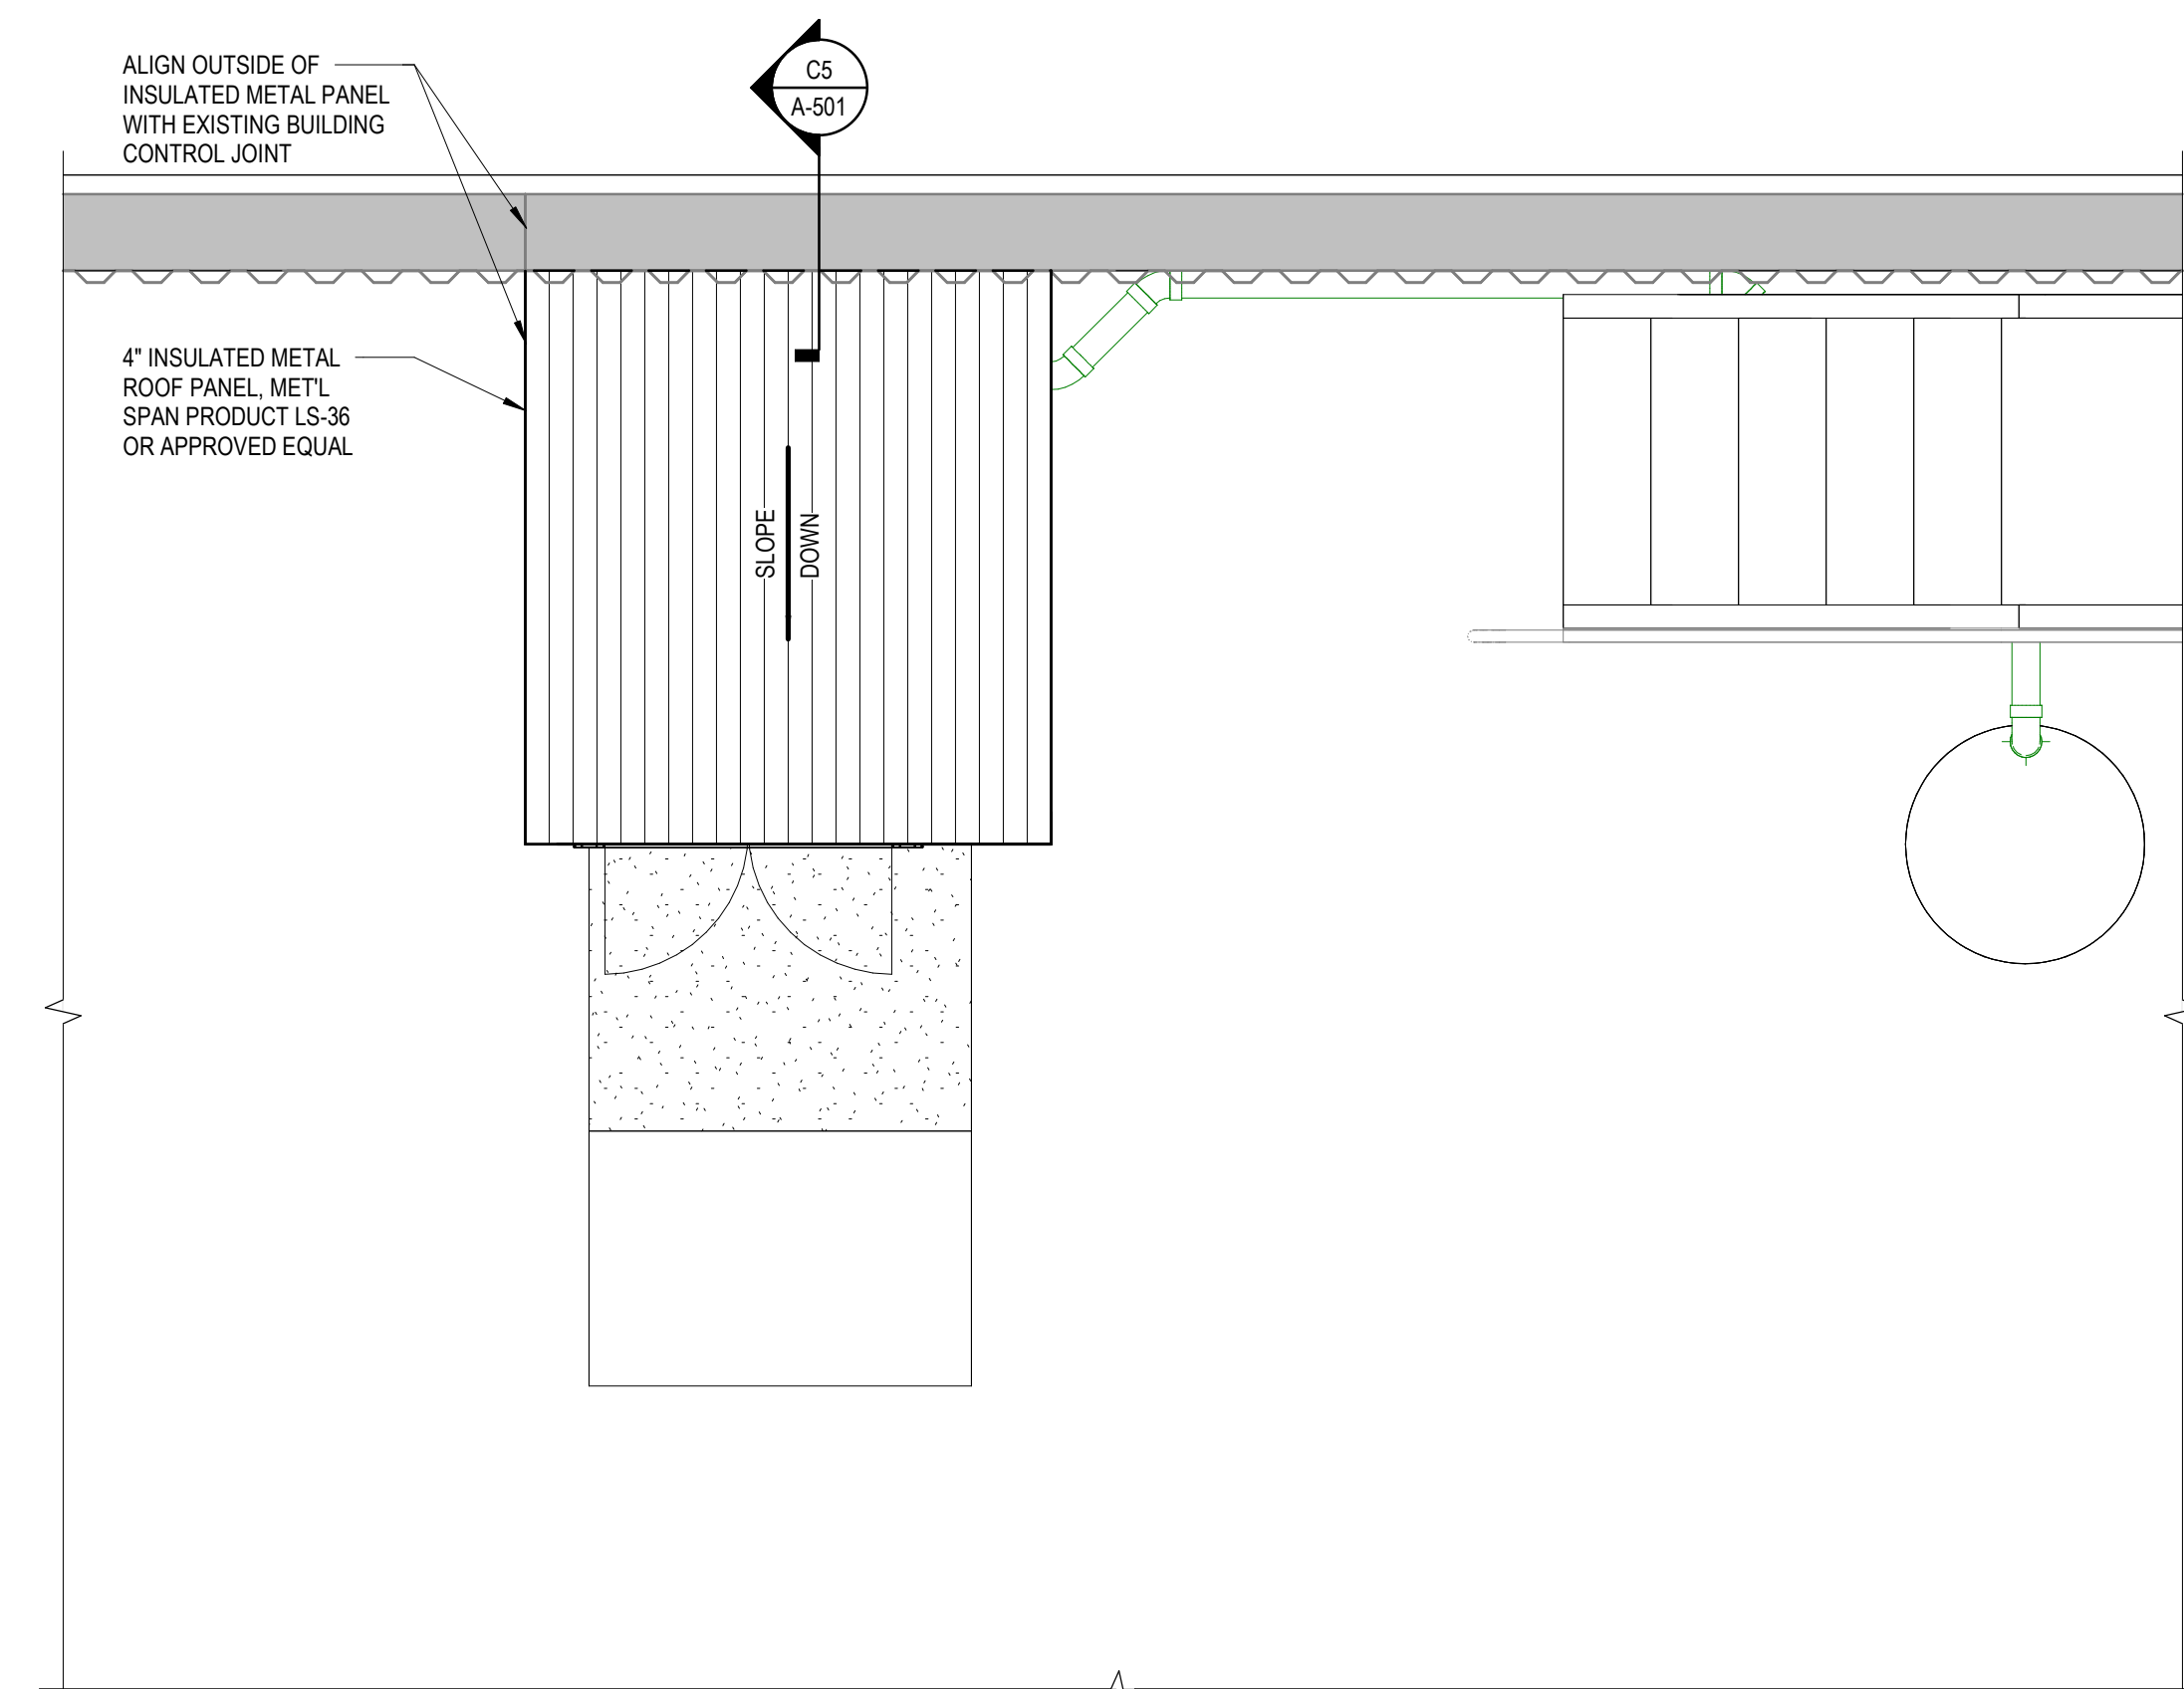 C5
A-501
ALIGN OUTSIDE OF
INSULATED METAL PANEL
WITH EXISTING BUILDING
CONTROL JOINT
4" INSULATED METAL
ROOF PANEL, MET'L
SPAN PRODUCT LS-36
OR APPROVED EQUAL
SLOPE
DOWN